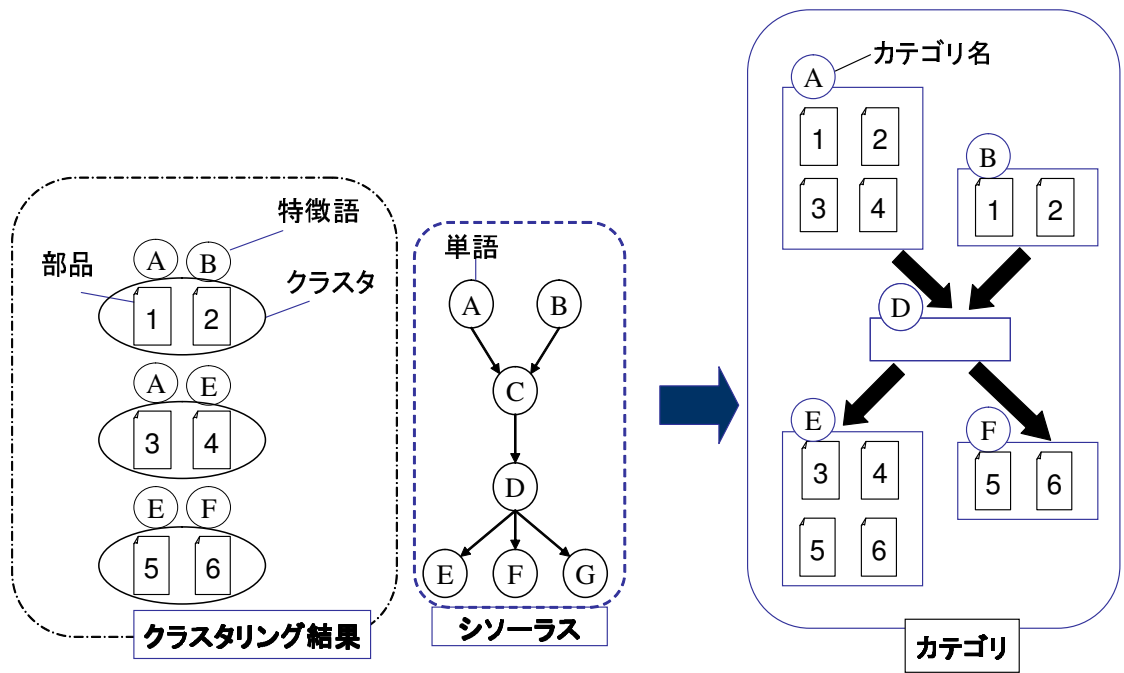 特徴語
部品
A B
クラスタ
1 2
A E
3 4
E F
5 6
クラスタリング結果
単語
A B
C
D
E F G
シソーラス
カテゴリ名
A
1 2
3 4
B
1 2
D
E
3 4
5 6
F
5 6
カテゴリ